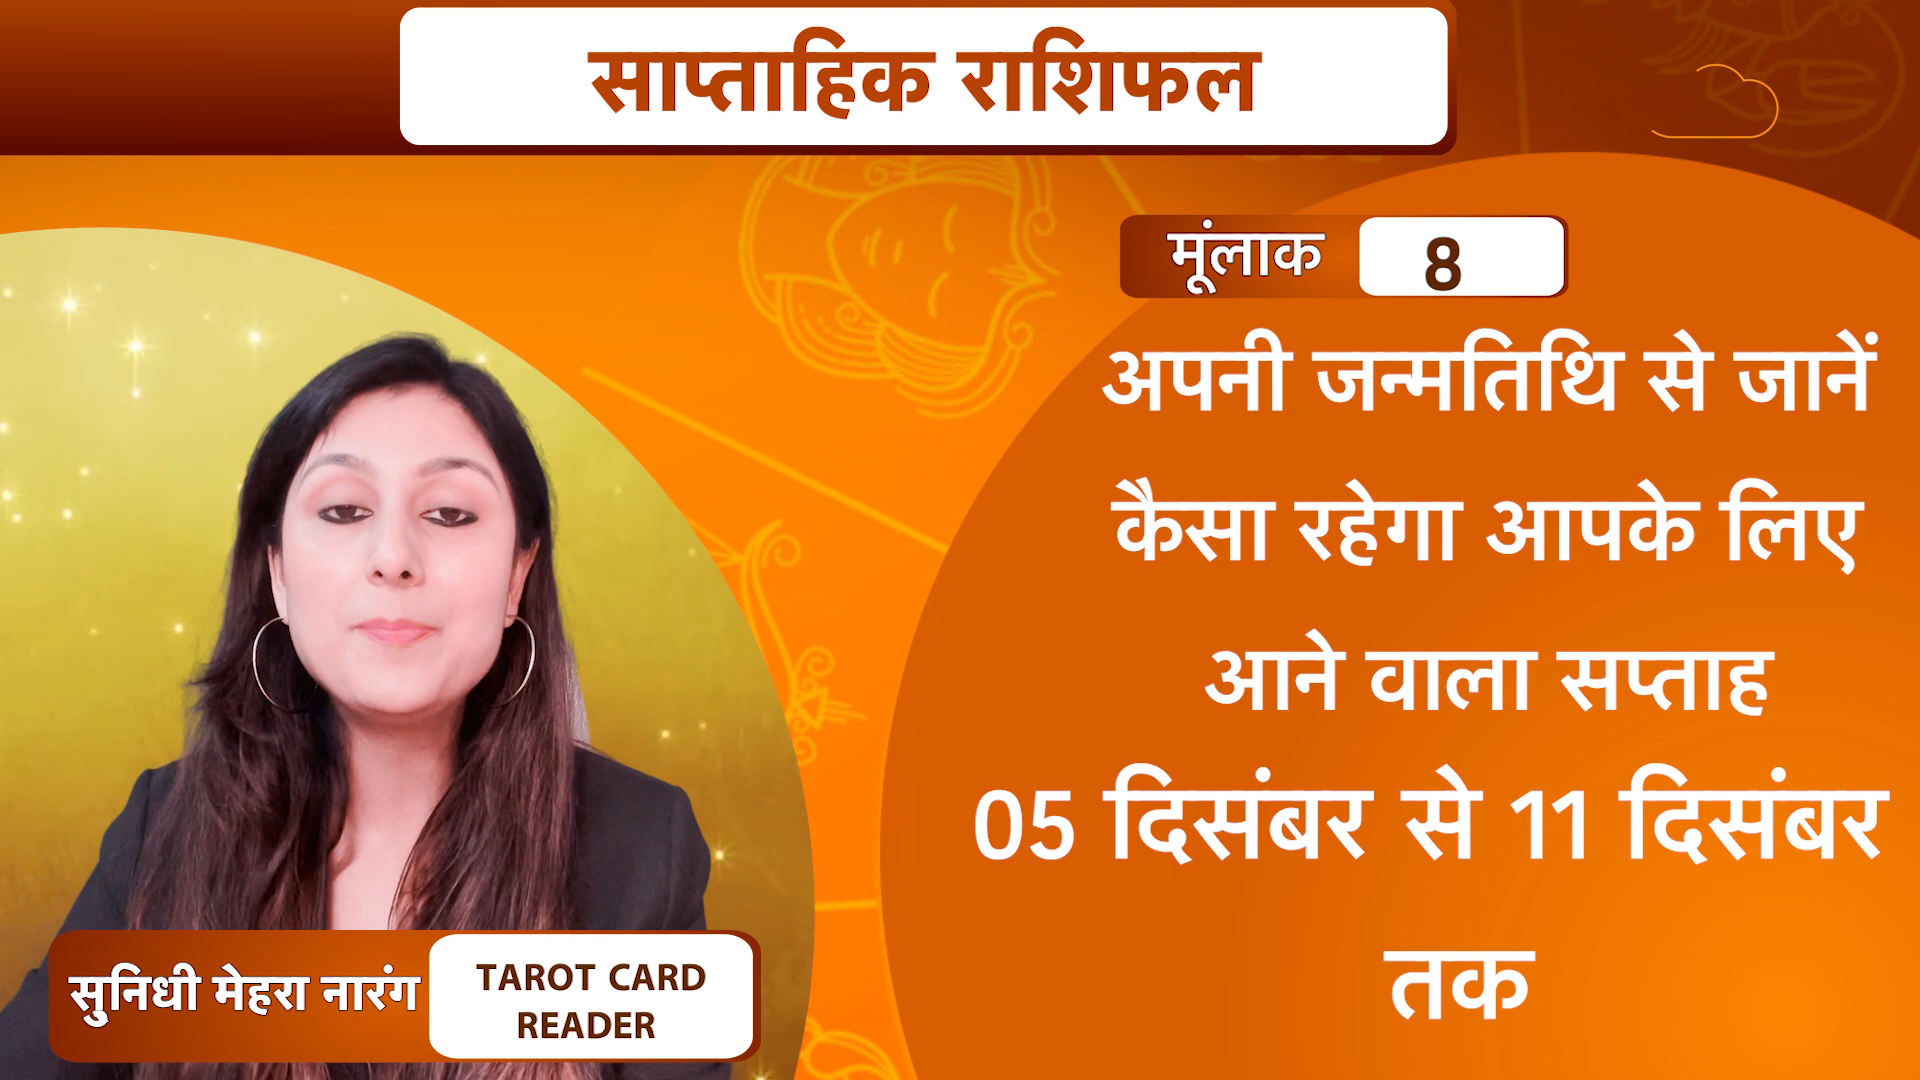 साप्ताहिक राशिफल
मूंलाक 8
अपनी जन्मतिथि से जानें
कैसा रहेगा आपके लिए
आने वाला सप्ताह
05 दिसंबर से 11 दिसंबर
तक
सुनिधी मेहरा नारंग
TAROT CARD
READER